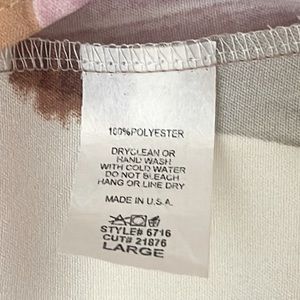 100%POLYESTER
DRYCLEAN OR
HAND WASH
WITH COLD WATER
DO NOT BLEACH
HANG OR LINE DRY
MADE IN U.S.A.
STYLE# 6716
CUT# 21876
LARGE